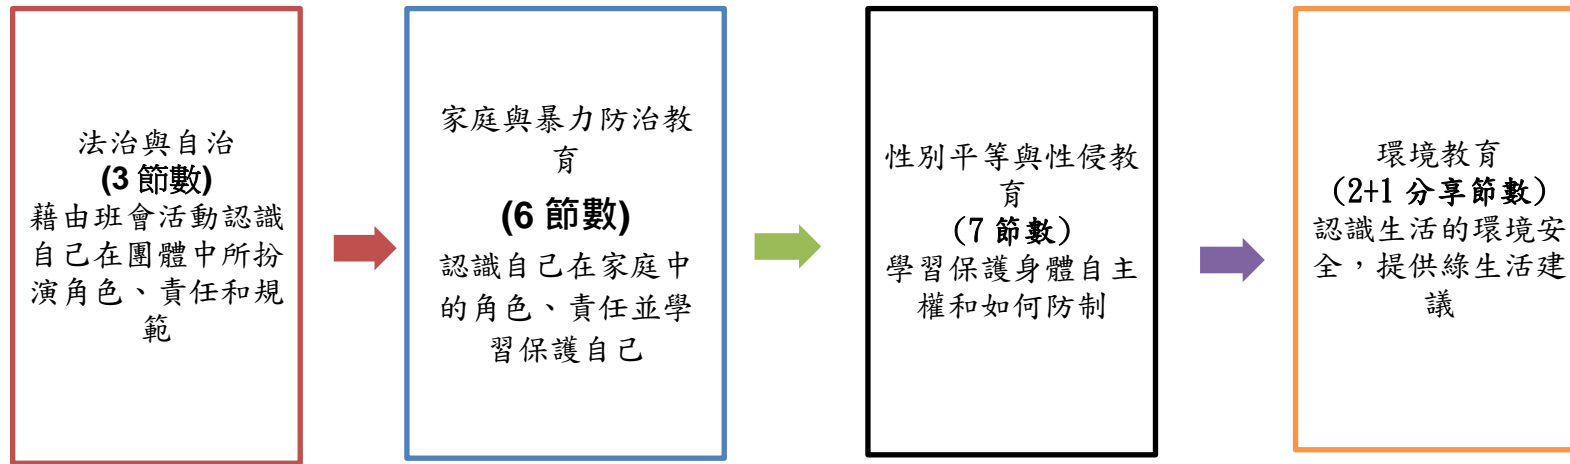 法治與自治
(3 節數)
藉由班會活動認識
自己在團體中所扮
演角色、責任和規
範
家庭與暴力防治教
育
(6 節數)
認識自己在家庭中
的角色、責任並學
習保護自己
性別平等與性侵教
育
(7 節數)
學習保護身體自主
權和如何防制
環境教育
(2+1 分享節數)
認識生活的環境安
全，提供綠生活建
議